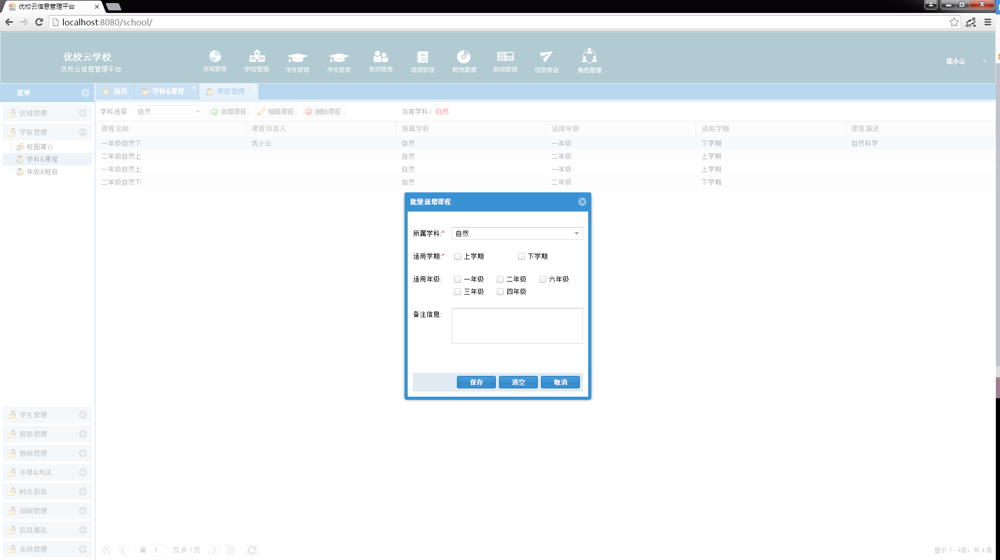 优校云信息管理平台
localhost:8080/school/
优校云学校
优校云信息管理平台
区域管理 学校管理 学生管理 学生管理 教师管理 成绩管理 时光影音 新闻管理 信息推送 角色管理
优小云
菜单
首页 学科&课程 课程管理
区域管理
学校管理
校园简介
学科&课程
年级&班级
学生管理
班级管理
教师管理
开课&考试
时光影音
新闻管理
信息推送
系统管理
学科选择: 自然 新增课程 编辑课程 删除课程 当前学科：自然
课程名称 课程负责人 所属学科 适用年级 适用学期 课程描述
一年级自然下 优小云 自然 一年级 下学期 自然科学
二年级自然上 自然 二年级 上学期
一年级自然上 自然 一年级 上学期
二年级自然下 自然 二年级 下学期
批量新增课程
所属学科:* 自然
适用学期:* 上学期 下学期
适用年级: 一年级 二年级 六年级
三年级 四年级
备注信息:
保存 清空 取消
第 1 页,共 1 页
显示 1 - 4条，共 4 条